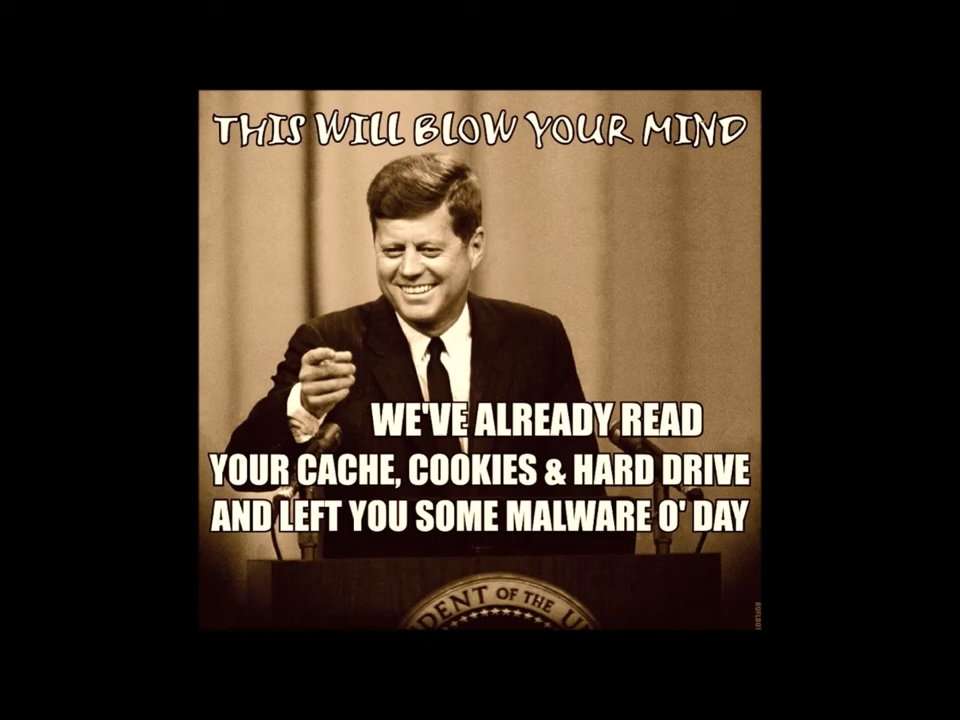 THIS WILL BLOW YOUR MIND
WE'VE ALREADY READ
YOUR CACHE, COOKIES & HARD DRIVE
AND LEFT YOU SOME MALWARE O' DAY
DENT OF THE U